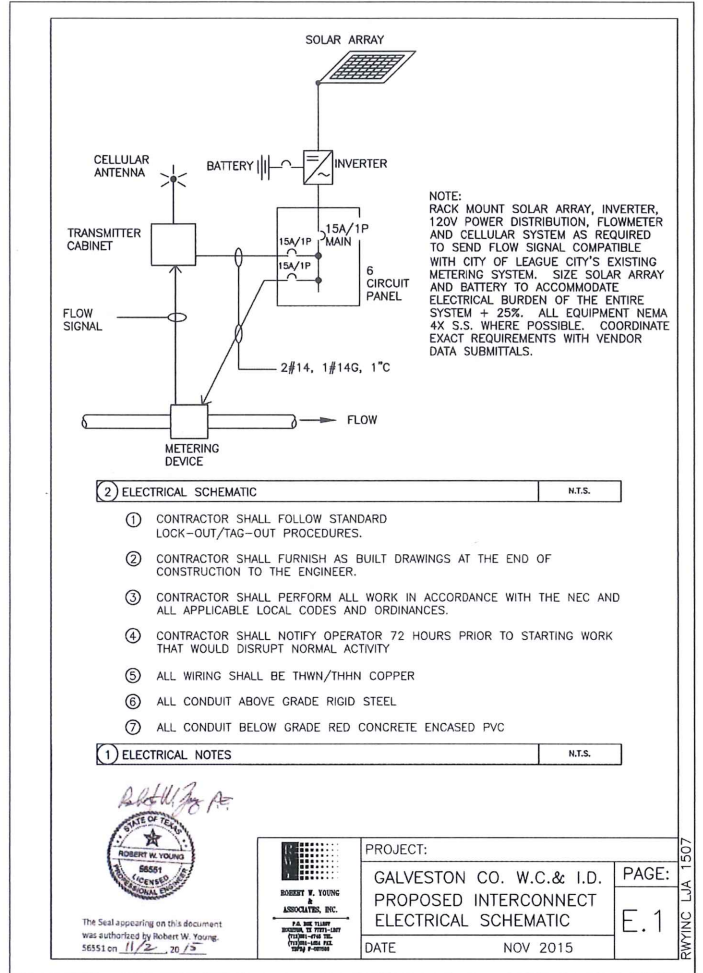 SOLAR ARRAY
CELLULAR
ANTENNA
BATTERY
INVERTER
TRANSMITTER
CABINET
15A/1P
MAIN
15A/1P
15A/1P
6
CIRCUIT
PANEL
NOTE:
RACK MOUNT SOLAR ARRAY, INVERTER,
120V POWER DISTRIBUTION, FLOWMETER
AND CELLULAR SYSTEM AS REQUIRED
TO SEND FLOW SIGNAL COMPATIBLE
WITH CITY OF LEAGUE CITY'S EXISTING
METERING SYSTEM. SIZE SOLAR ARRAY
AND BATTERY TO ACCOMMODATE
ELECTRICAL BURDEN OF THE ENTIRE
SYSTEM + 25%. ALL EQUIPMENT NEMA
4X S.S. WHERE POSSIBLE. COORDINATE
EXACT REQUIREMENTS WITH VENDOR
DATA SUBMITTALS.
FLOW
SIGNAL
2#14, 1#14G, 1"C
FLOW
METERING
DEVICE
2 ELECTRICAL SCHEMATIC N.T.S.
1 CONTRACTOR SHALL FOLLOW STANDARD
LOCK-OUT/TAG-OUT PROCEDURES.
2 CONTRACTOR SHALL FURNISH AS BUILT DRAWINGS AT THE END OF
CONSTRUCTION TO THE ENGINEER.
3 CONTRACTOR SHALL PERFORM ALL WORK IN ACCORDANCE WITH THE NEC AND
ALL APPLICABLE LOCAL CODES AND ORDINANCES.
4 CONTRACTOR SHALL NOTIFY OPERATOR 72 HOURS PRIOR TO STARTING WORK
THAT WOULD DISRUPT NORMAL ACTIVITY
5 ALL WIRING SHALL BE THWN/THHN COPPER
6 ALL CONDUIT ABOVE GRADE RIGID STEEL
7 ALL CONDUIT BELOW GRADE RED CONCRETE ENCASED PVC
1 ELECTRICAL NOTES N.T.S.
STATE OF TEXAS
ROBERT W. YOUNG
56551
LICENSED
PROFESSIONAL ENGINEER
The Seal appearing on this document
was authorized by Robert W. Young,
56551 on 11/2, 20 15
ROBERT W. YOUNG
&
ASSOCIATES, INC.
PROJECT:
GALVESTON CO. W.C.& I.D.
PROPOSED INTERCONNECT
ELECTRICAL SCHEMATIC
DATE NOV 2015
PAGE:
E.1
RWYINC LJA 1507